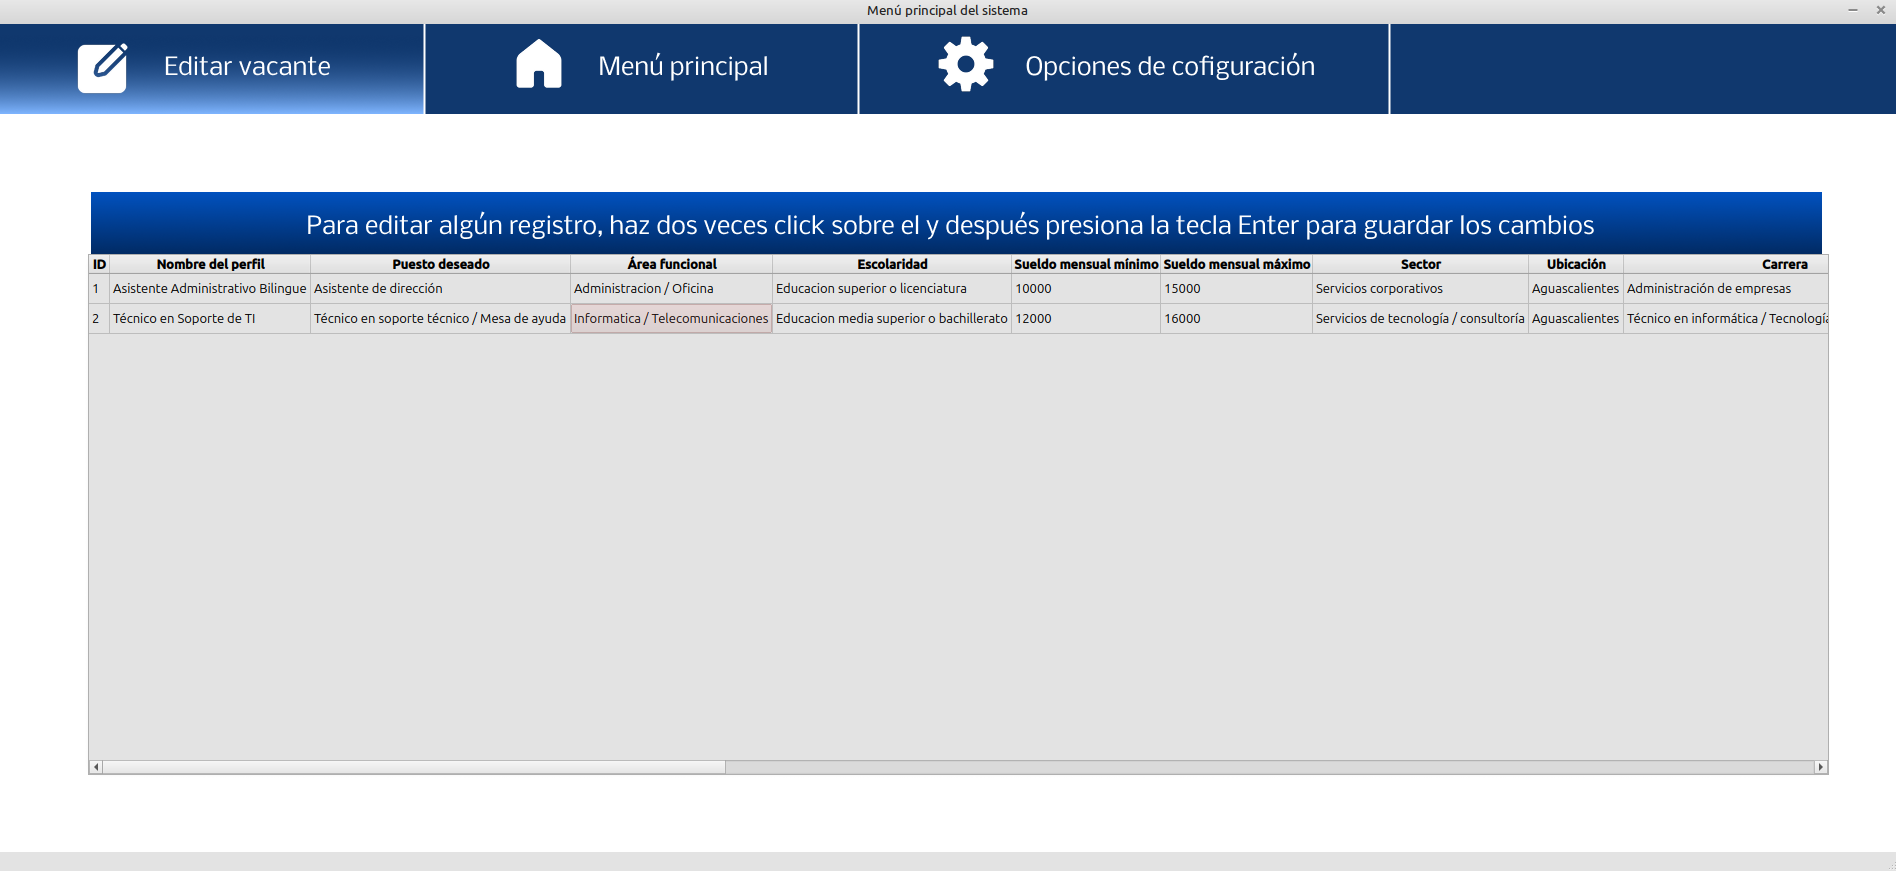 Menú principal del sistema
Editar vacante
Menú principal
Opciones de cofiguración
Para editar algún registro, haz dos veces click sobre el y después presiona la tecla Enter para guardar los cambios
ID Nombre del perfil Puesto deseado Área funcional Escolaridad Sueldo mensual mínimo Sueldo mensual máximo Sector Ubicación Carrera
1 Asistente Administrativo Bilingue Asistente de dirección Administracion / Oficina Educacion superior o licenciatura 10000 15000 Servicios corporativos Aguascalientes Administración de empresas
2 Técnico en Soporte de TI Técnico en soporte técnico / Mesa de ayuda Informatica / Telecomunicaciones Educacion media superior o bachillerato 12000 16000 Servicios de tecnología / consultoría Aguascalientes Técnico en informática / Tecnología